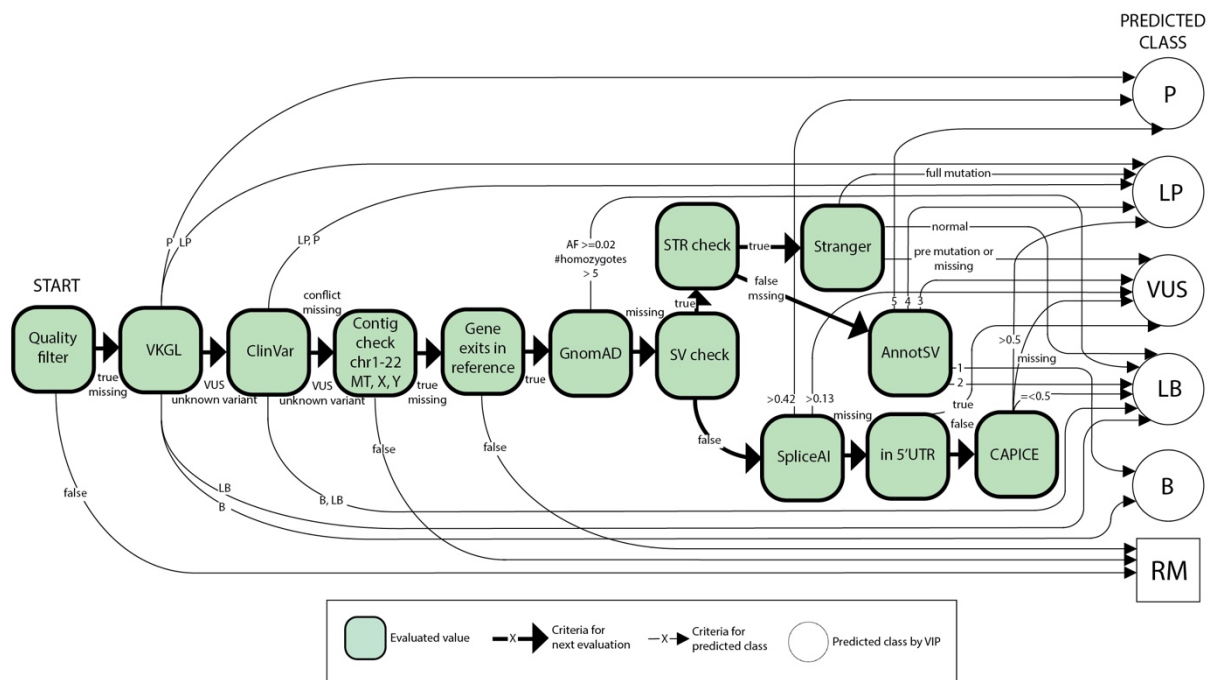 PREDICTED
CLASS
P
full mutation
LP
P LP
LP, P
AF >=0.02
#homozygotes
> 5
STR check
true
Stranger
normal
pre mutation or
missing
false
mssing
5 4 3
VUS
START
conflict
missing
missing
true
Quality
filter
VKGL
ClinVar
Contig
check
chr1-22
MT, X, Y
Gene
exits in
reference
GnomAD
SV check
AnnotSV
>0.5
missing
true
missing
VUS
unknown variant
VUS
unknown variant
true
missing
true
1
2
true
=<0.5
LB
>0.42 >0.13
missing
false
false
false
false
SpliceAI
in 5'UTR
CAPICE
false
LB
B
B, LB
B
RM
Evaluated value
X
Criteria for
next evaluation
X
Criteria for
predicted class
Predicted class by VIP